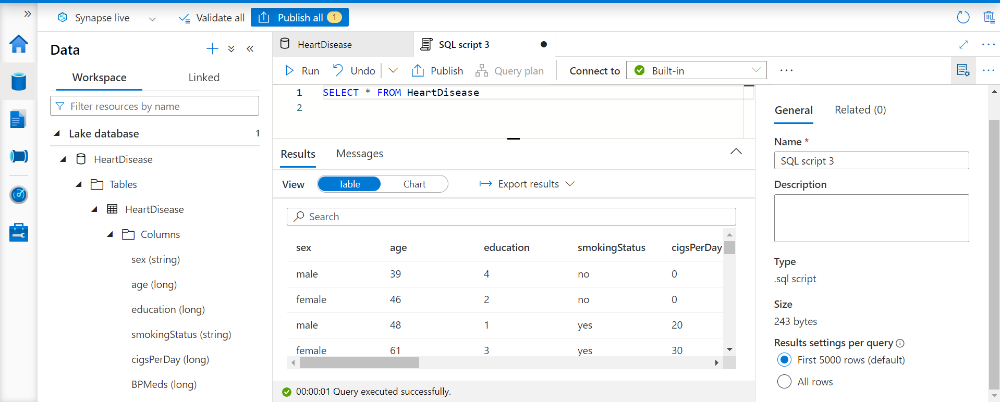 Synapse live
Validate all
Publish all 1
Data
Workspace Linked
Filter resources by name
Lake database 1
HeartDisease
Tables
HeartDisease
Columns
sex (string)
age (long)
education (long)
smokingStatus (string)
cigsPerDay (long)
BPMeds (long)
HeartDisease
SQL script 3
Run Undo Publish Query plan Connect to Built-in
1 SELECT * FROM HeartDisease
2
Results Messages
View Table Chart Export results
Search
sex age education smokingStatus cigsPerDay
male 39 4 no 0
female 46 2 no 0
male 48 1 yes 20
female 61 3 yes 30
00:00:01 Query executed successfully.
General Related (0)
Name *
SQL script 3
Description
Type
.sql script
Size
243 bytes
Results settings per query
First 5000 rows (default)
All rows